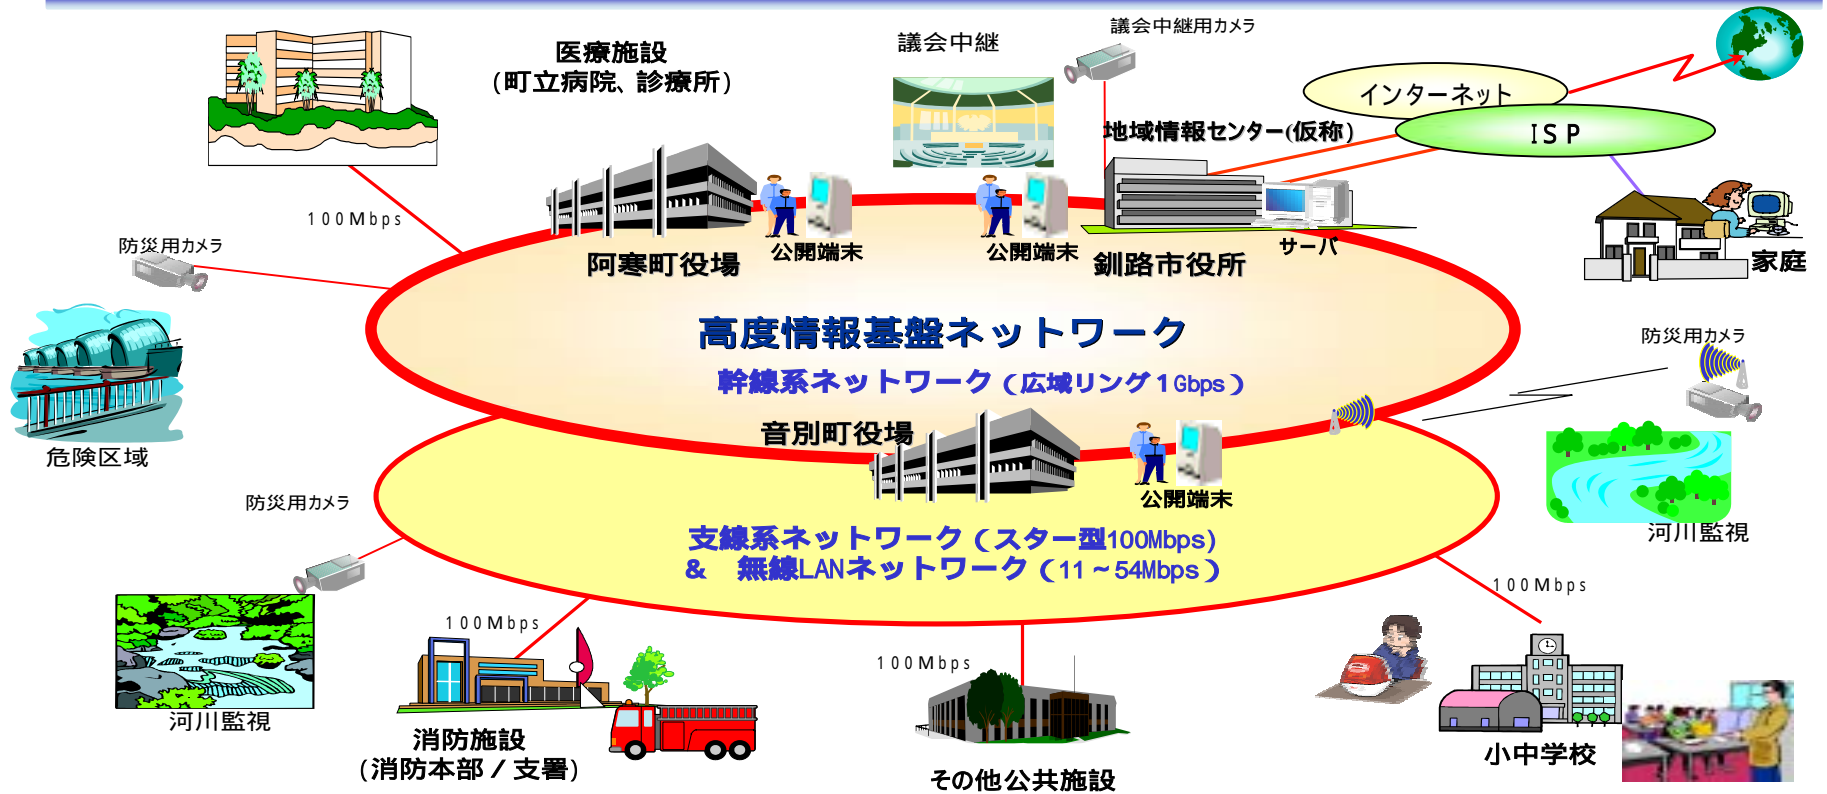 議会中継用カメラ
議会中継
医療施設
(町立病院、診療所)
インターネット
地域情報センター(仮称)
ISP
100Mbps
防災用カメラ
公開端末
公開端末
サーバ
阿寒町役場
釧路市役所
家庭
高度情報基盤ネットワーク
防災用カメラ
幹線系ネットワーク(広域リング1Gbps)
音別町役場
危険区域
公開端末
防災用カメラ
河川監視
支線系ネットワーク(スター型100Mbps)
& 無線LANネットワーク(11~54Mbps)
100Mbps
100Mbps
100Mbps
河川監視
消防施設
(消防本部/支署)
小中学校
その他公共施設